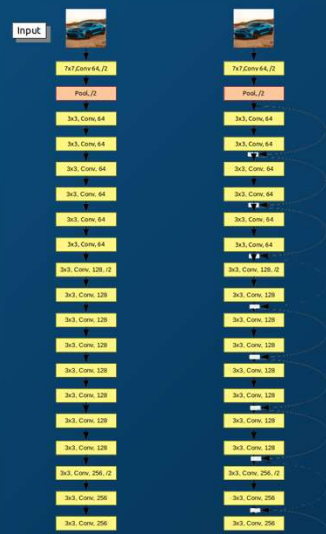 Input
7x7,Conv 64, /2
Pool,/2
3x3, Conv, 64
3x3, Conv, 64
3x3, Conv, 64
3x3, Conv, 64
3x3, Conv, 64
3x3, Conv, 64
3x3, Conv, 128, /2
3x3, Conv, 128
3x3, Conv, 128
3x3, Conv, 128
3x3, Conv, 128
3x3, Conv, 128
3x3, Conv, 128
3x3, Conv, 128
3x3, Conv, 256, /2
3x3, Conv, 256
3x3, Conv, 256
7x7,Conv 64, /2
Pool,/2
3x3, Conv, 64
3x3, Conv, 64
3x3, Conv, 64
3x3, Conv, 64
3x3, Conv, 64
3x3, Conv, 64
3x3, Conv, 128, /2
3x3, Conv, 128
3x3, Conv, 128
3x3, Conv, 128
3x3, Conv, 128
3x3, Conv, 128
3x3, Conv, 128
3x3, Conv, 128
3x3, Conv, 256, /2
3x3, Conv, 256
3x3, Conv, 256